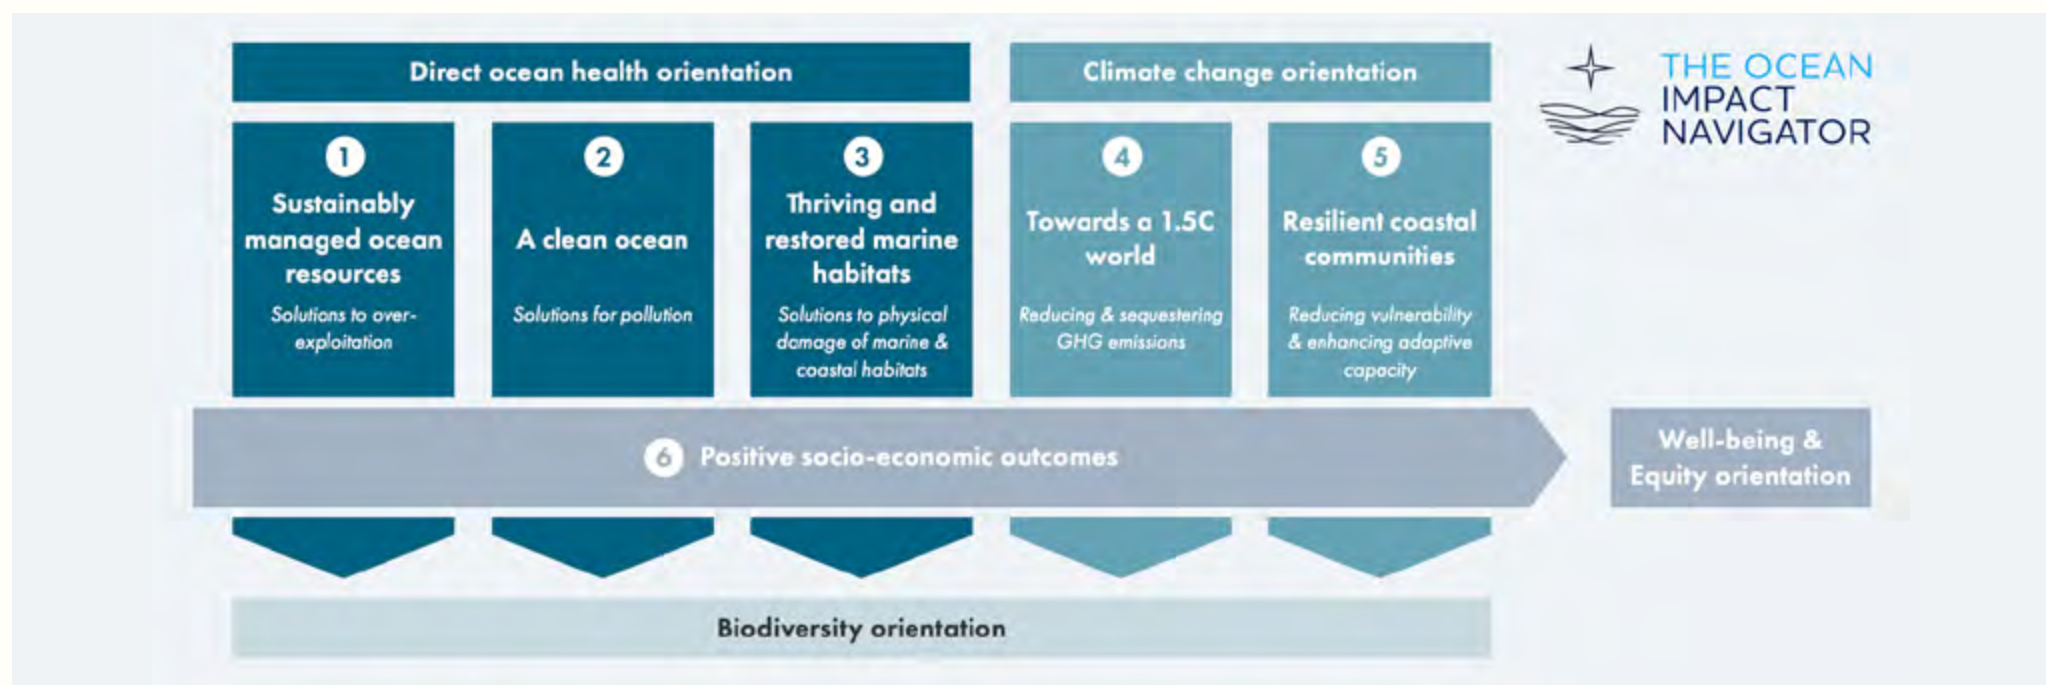 Direct ocean health orientation
Climate change orientation
THE OCEAN
IMPACT
NAVIGATOR
1
Sustainably
managed ocean
resources
Solutions to over-
exploitation
2
A clean ocean
Solutions for pollution
3
Thriving and
restored marine
habitats
Solutions to physical
damage of marine &
coastal habitats
4
Towards a 1.5C
world
Reducing & sequestering
GHG emissions
5
Resilient coastal
communities
Reducing vulnerability
& enhancing adaptive
capacity
6 Positive socio-economic outcomes
Well-being &
Equity orientation
Biodiversity orientation